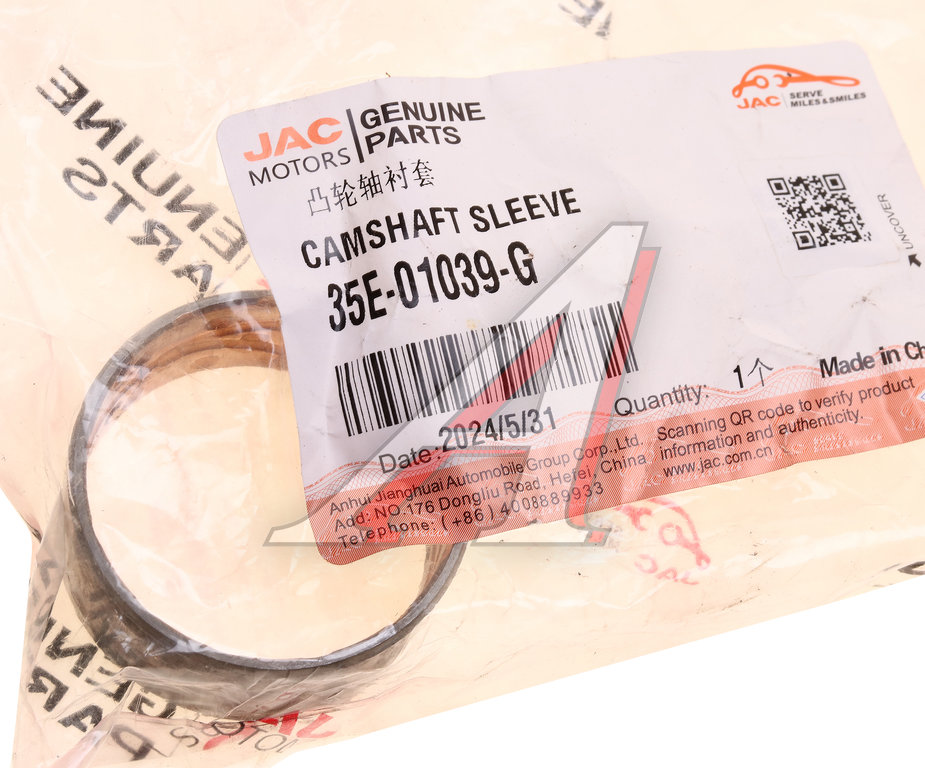 JAC
MOTORS
GENUINE
PARTS
JAC
SERVE
MILES&SMILES
凸轮轴衬套
CAMSHAFT SLEEVE
35E-01039-G
UNCOVER
Date:2024/5/31
Quantity: 1个
Made in Ch
Anhui Jianghuai Automobile Group Corp.,Ltd.
Add: NO.176 Dongliu Road, Hefei, China
Telephone: (+86) 4008889933
Scanning QR code to verify product
information and authenticity.
www.jac.com.cn
GENUINE
PARTS